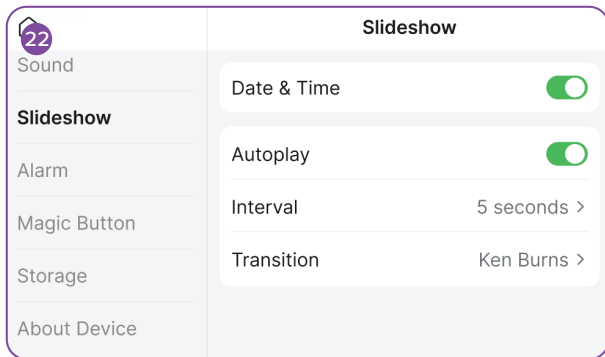 22
Slideshow
Sound
Slideshow
Alarm
Magic Button
Storage
About Device
Date & Time
Autoplay
Interval 5 seconds >
Transition Ken Burns >